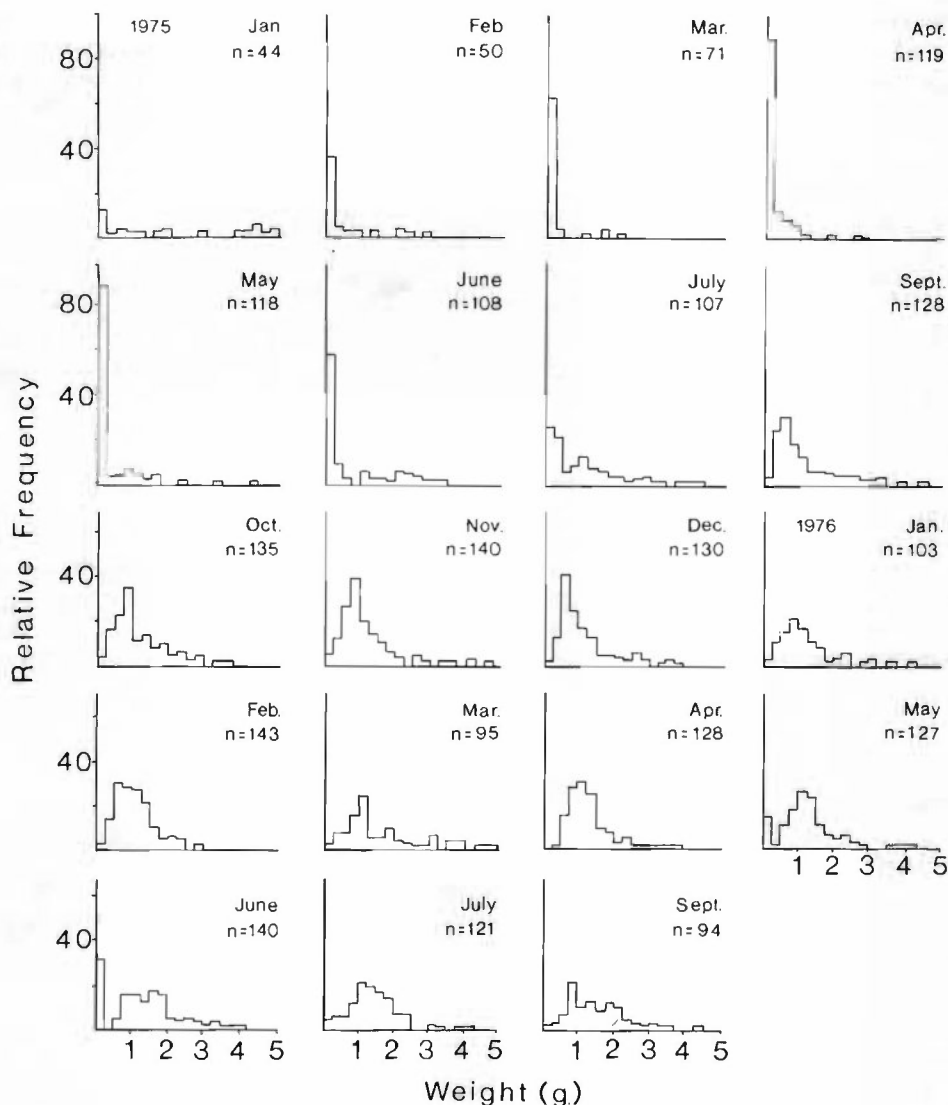 1975 Jan
n=44
Feb
n=50
Mar.
n=71
Apr.
n=119
80
40
May
n=118
June
n=108
July
n=107
Sept.
n=128
80
40
Oct.
n=135
Nov.
n=140
Dec.
n=130
1976 Jan.
n=103
40
Feb.
n=143
Mar.
n=95
Apr.
n=128
May
n=127
40
1 2 3 4 5
June
n=140
July
n=121
Sept.
n=94
40
1 2 3 4 5
1 2 3 4 5
1 2 3 4 5
Relative Frequency
Weight (g)